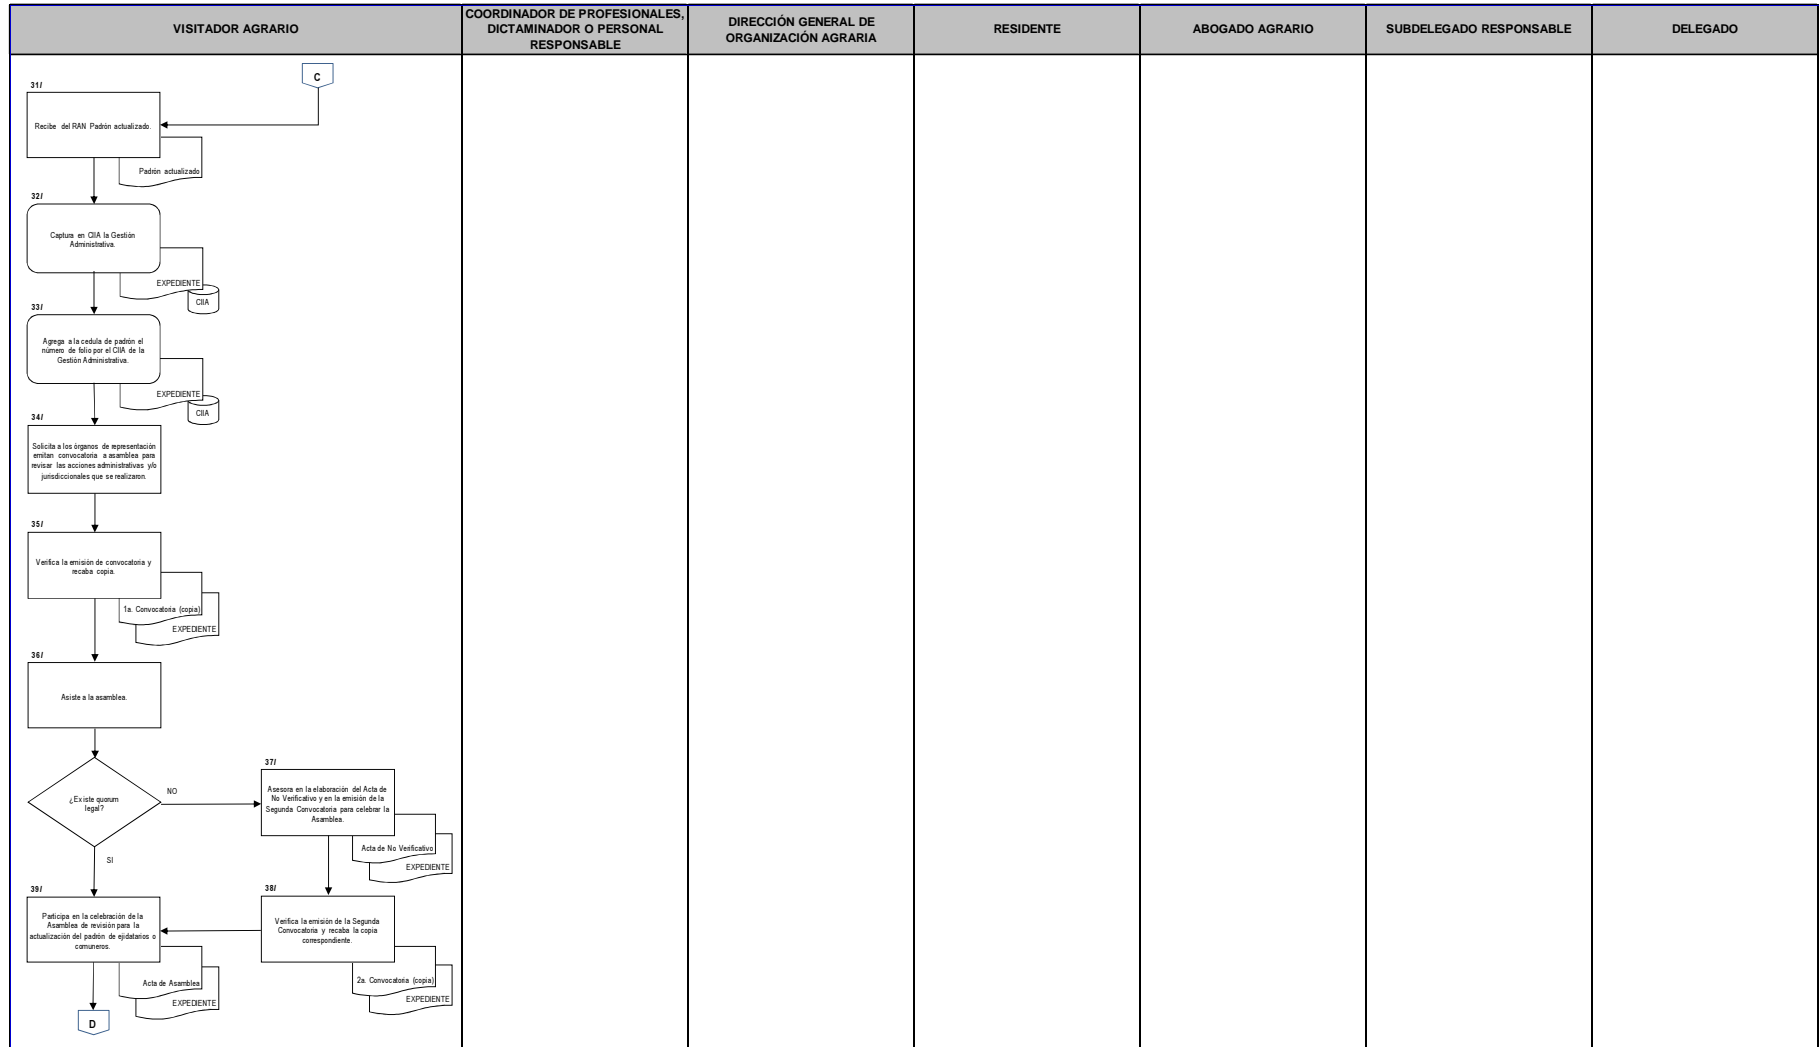 VISITADOR AGRARIO
COORDINADOR DE PROFESIONALES,
DICTAMINADOR O PERSONAL
RESPONSABLE
DIRECCIÓN GENERAL DE
ORGANIZACIÓN AGRARIA
RESIDENTE
ABOGADO AGRARIO
SUBDELEGADO RESPONSABLE
DELEGADO
C
31/
Recibe del RAN Padrón actualizado.
Padrón actualizado
32/
Captura en CIIA la Gestión
Administrativa.
EXPEDIENTE
CIIA
33/
Agrega a la cedula de padrón el
número de folio por el CIIA de la
Gestión Administrativa.
EXPEDIENTE
CIIA
34/
Solicita a los órganos de representación
emitan convocatoria a asamblea para
revisar las acciones administrativas y/o
jurisdiccionales que se realizaron.
35/
Verifica la emisión de convocatoria y
recaba copia.
1a. Convocatoria (copia)
EXPEDIENTE
36/
Asiste a la asamblea.
¿Existe quorum
legal?
NO
SI
37/
Asesora en la elaboración del Acta de
No Verificativo y en la emisión de la
Segunda Convocatoria para celebrar la
Asamblea.
Acta de No Verificativo
EXPEDIENTE
38/
Verifica la emisión de la Segunda
Convocatoria y recaba la copia
correspondiente.
2a. Convocatoria (copia)
EXPEDIENTE
39/
Participa en la celebración de la
Asamblea de revisión para la
actualización del padrón de ejidatarios o
comuneros.
Acta de Asamblea
EXPEDIENTE
D